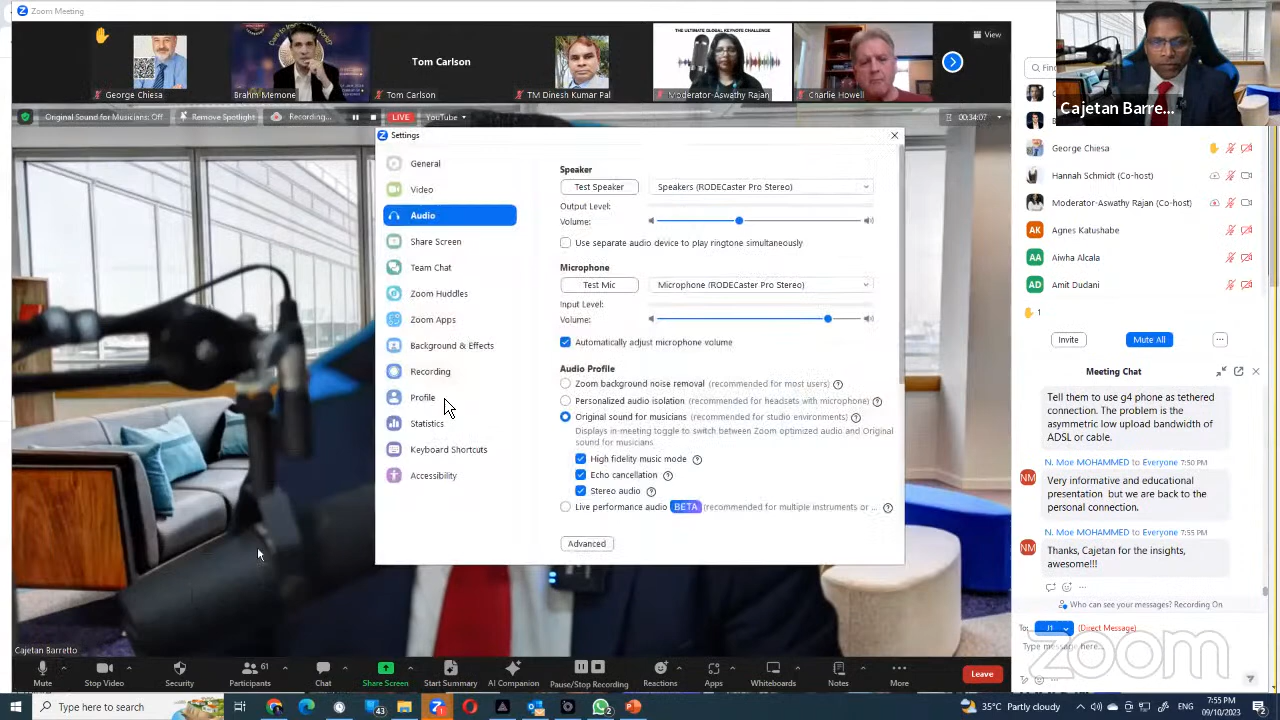 Zoom Meeting
THE ULTIMATE GLOBAL KEYNOTE CHALLENGE
Tom Carlson
View
George Chiesa
Brahm Memone
Tom Carlson
TM Dinesh Kumar Pal
Moderator-Aswathy Rajan
Charlie Howell
Cajetan Barre...
Original Sound for Musicians: Off
Remove Spotlight
Recording...
LIVE
YouTube
00:34:07
Settings
General
Video
Audio
Share Screen
Team Chat
Zoom Huddles
Zoom Apps
Background & Effects
Recording
Profile
Statistics
Keyboard Shortcuts
Accessibility
Speaker
Test Speaker
Speakers (RODECaster Pro Stereo)
Output Level:
Volume:
Use separate audio device to play ringtone simultaneously
Microphone
Test Mic
Microphone (RODECaster Pro Stereo)
Input Level:
Volume:
Automatically adjust microphone volume
Audio Profile
Zoom background noise removal (recommended for most users)
Personalized audio isolation (recommended for headsets with microphone)
Original sound for musicians (recommended for studio environments)
Displays in-meeting toggle to switch between Zoom optimized audio and Original
sound for musicians
High fidelity music mode
Echo cancellation
Stereo audio
Live performance audio BETA (recommended for multiple instruments or ...
Advanced
George Chiesa
Hannah Schmidt (Co-host)
Moderator-Aswathy Rajan (Co-host)
AK Agnes Katushabe
AA Aiwha Alcala
AD Amit Dudani
1
Invite
Mute All
Meeting Chat
Tell them to use g4 phone as tethered
connection. The problem is the
asymmetric low upload bandwidth of
ADSL or cable.
N. Moe MOHAMMED to Everyone 7:50 PM
NM
Very informative and educational
presentation but we are back to the
personal connection.
N. Moe MOHAMMED to Everyone 7:55 PM
NM
Thanks, Cajetan for the insights,
awesome!!!
Who can see your messages? Recording On
To:
(Direct Message)
Type message here...
zoom
Cajetan Barretto
Mute
Stop Video
Security
61
Participants
Chat
Share Screen
Start Summary
AI Companion
Pause/Stop Recording
Reactions
Apps
Whiteboards
Notes
More
Leave
Type here to search
43
2
35°C Partly cloudy
ENG
7:55 PM
09/10/2023
2